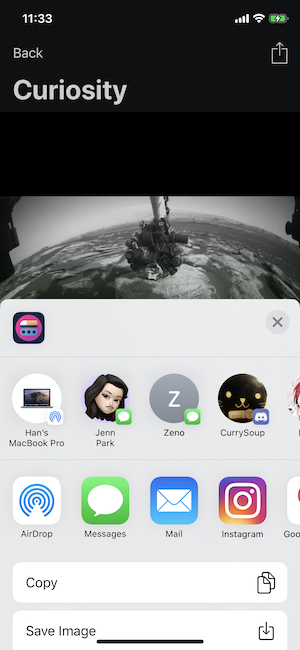 11:33
Back
Curiosity
Han's
MacBook Pro
Jenn
Park
Z
Zeno
CurrySoup
AirDrop
Messages
Mail
Instagram
Goo
Copy
Save Image